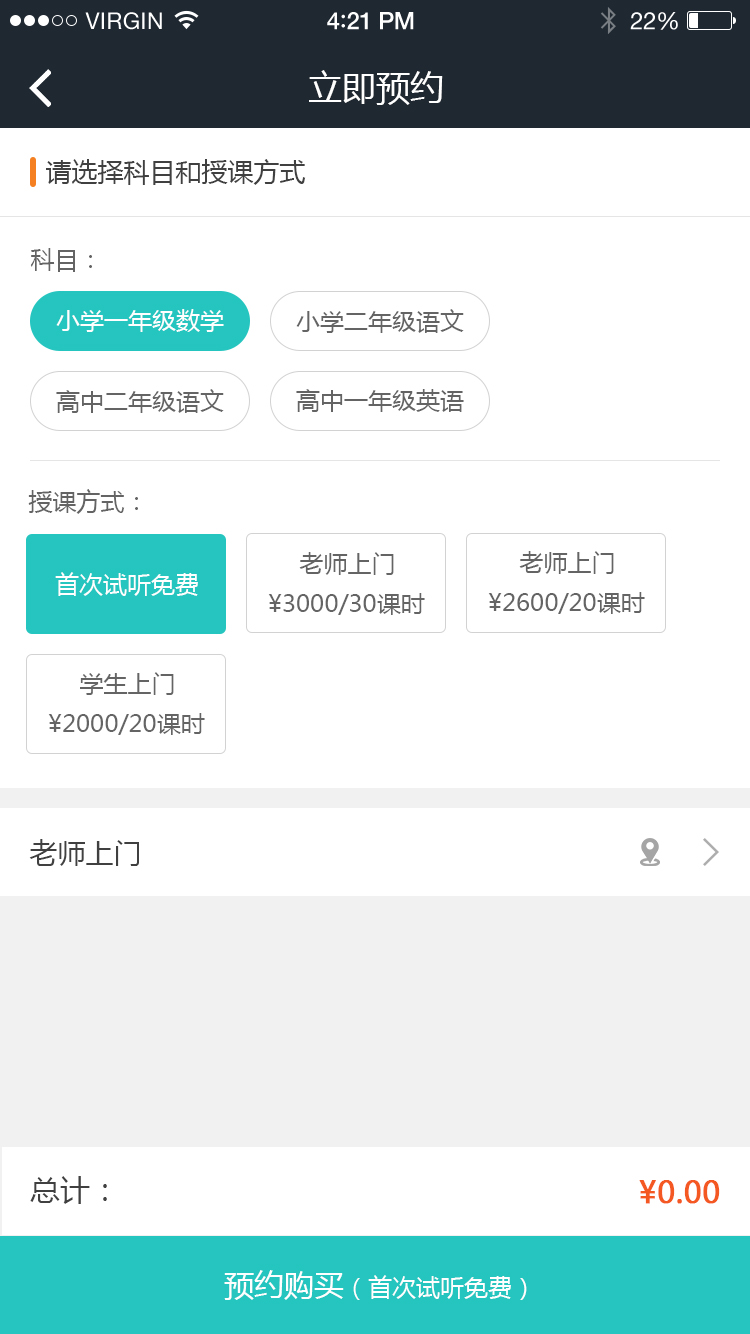 VIRGIN 4:21 PM 22%
立即预约
请选择科目和授课方式
科目：
小学一年级数学 小学二年级语文
高中二年级语文 高中一年级英语
授课方式：
首次试听免费
老师上门
¥3000/30课时
老师上门
¥2600/20课时
学生上门
¥2000/20课时
老师上门
总计： ¥0.00
预约购买（首次试听免费）